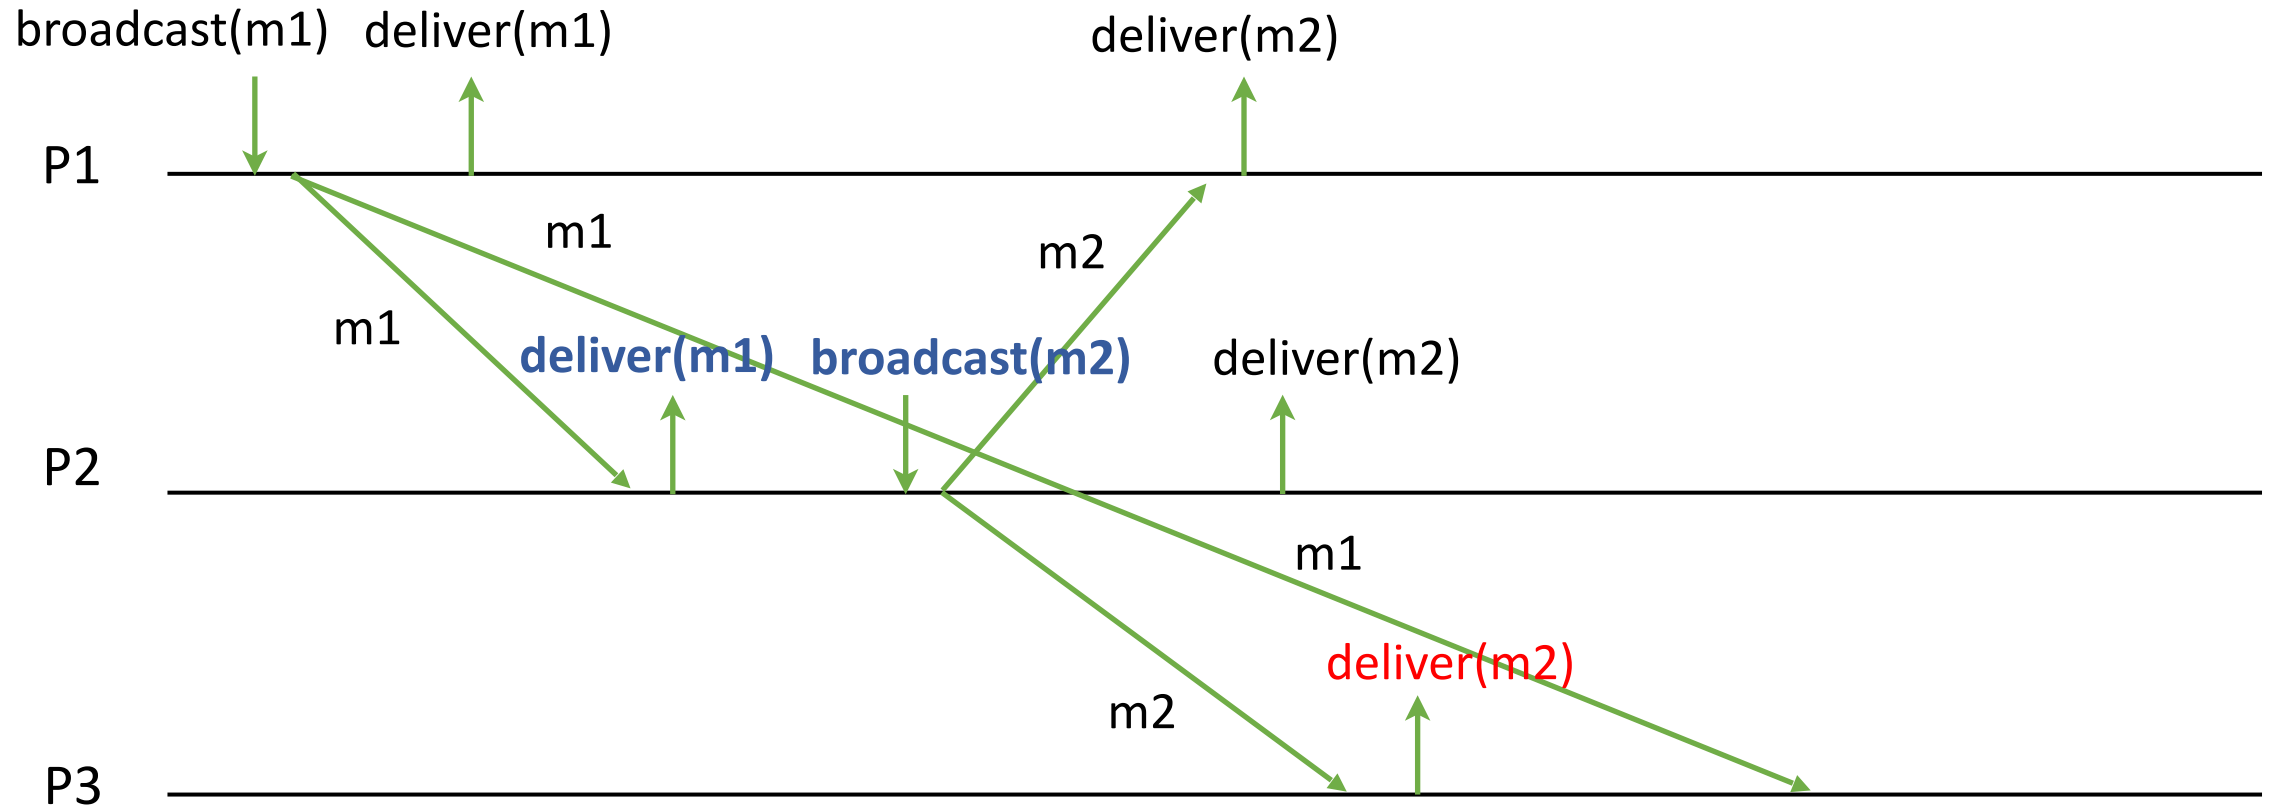 broadcast(m1) deliver(m1) deliver(m2)
P1
m1
m2
m1
deliver(m1) broadcast(m2) deliver(m2)
P2
m1
deliver(m2)
m2
P3